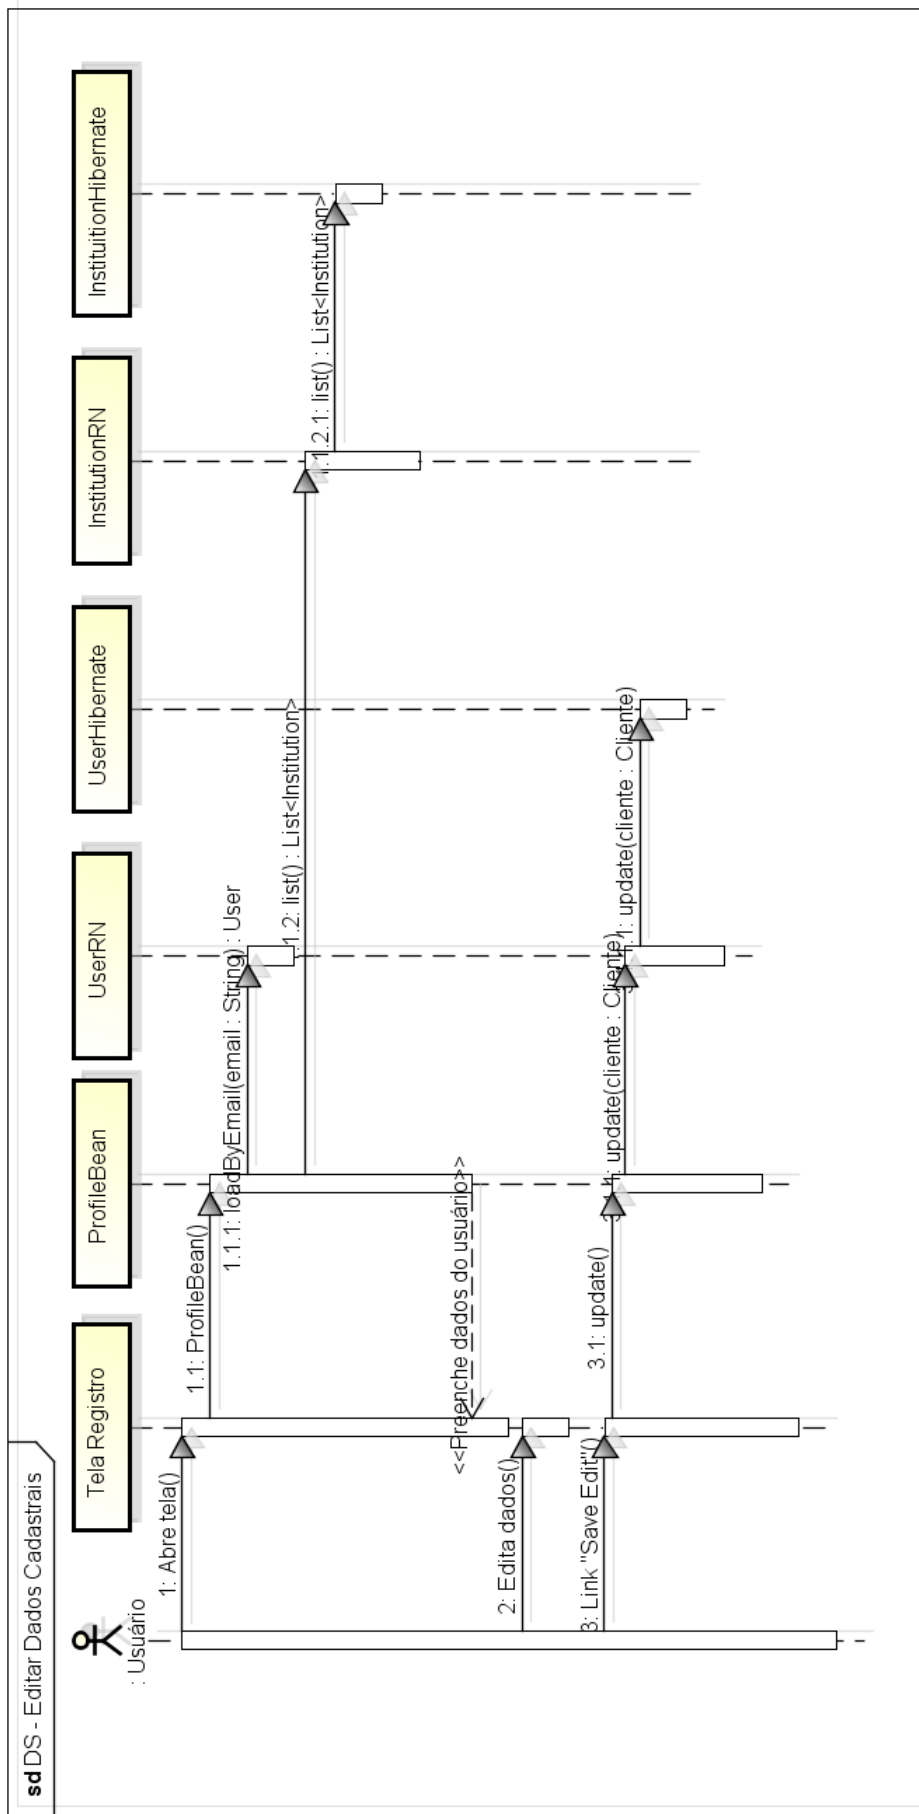 sd DS - Editar Dados Cadastrais
: Usuário
Tela Registro
ProfileBean
UserRN
UserHibernate
InstitutionRN
InstituitionHibernate
1: Abre tela()
1.1: ProfileBean()
1.1.1: loadByEmail(email : String) : User
1.2: list() : List<Institution>
1.2.1: list() : List<Institution>
<<Preenche dados do usuário>>
2: Edita dados()
3: Link "Save Edit"()
3.1: update()
update(cliente : Cliente)
1: update(cliente : Cliente)